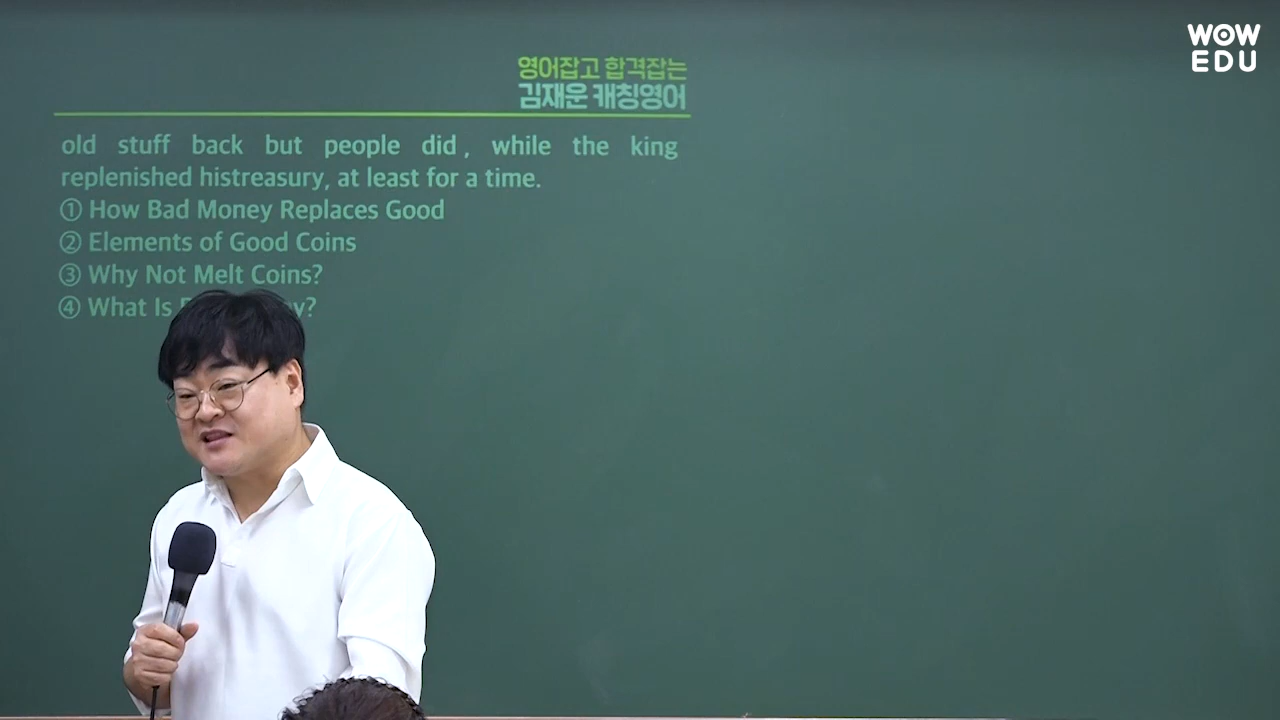 WOW
EDU
영어잡고 합격잡는
김재운 캐칭영어
old stuff back but people did, while the king
replenished histreasury, at least for a time.
① How Bad Money Replaces Good
② Elements of Good Coins
③ Why Not Melt Coins?
④ What Is